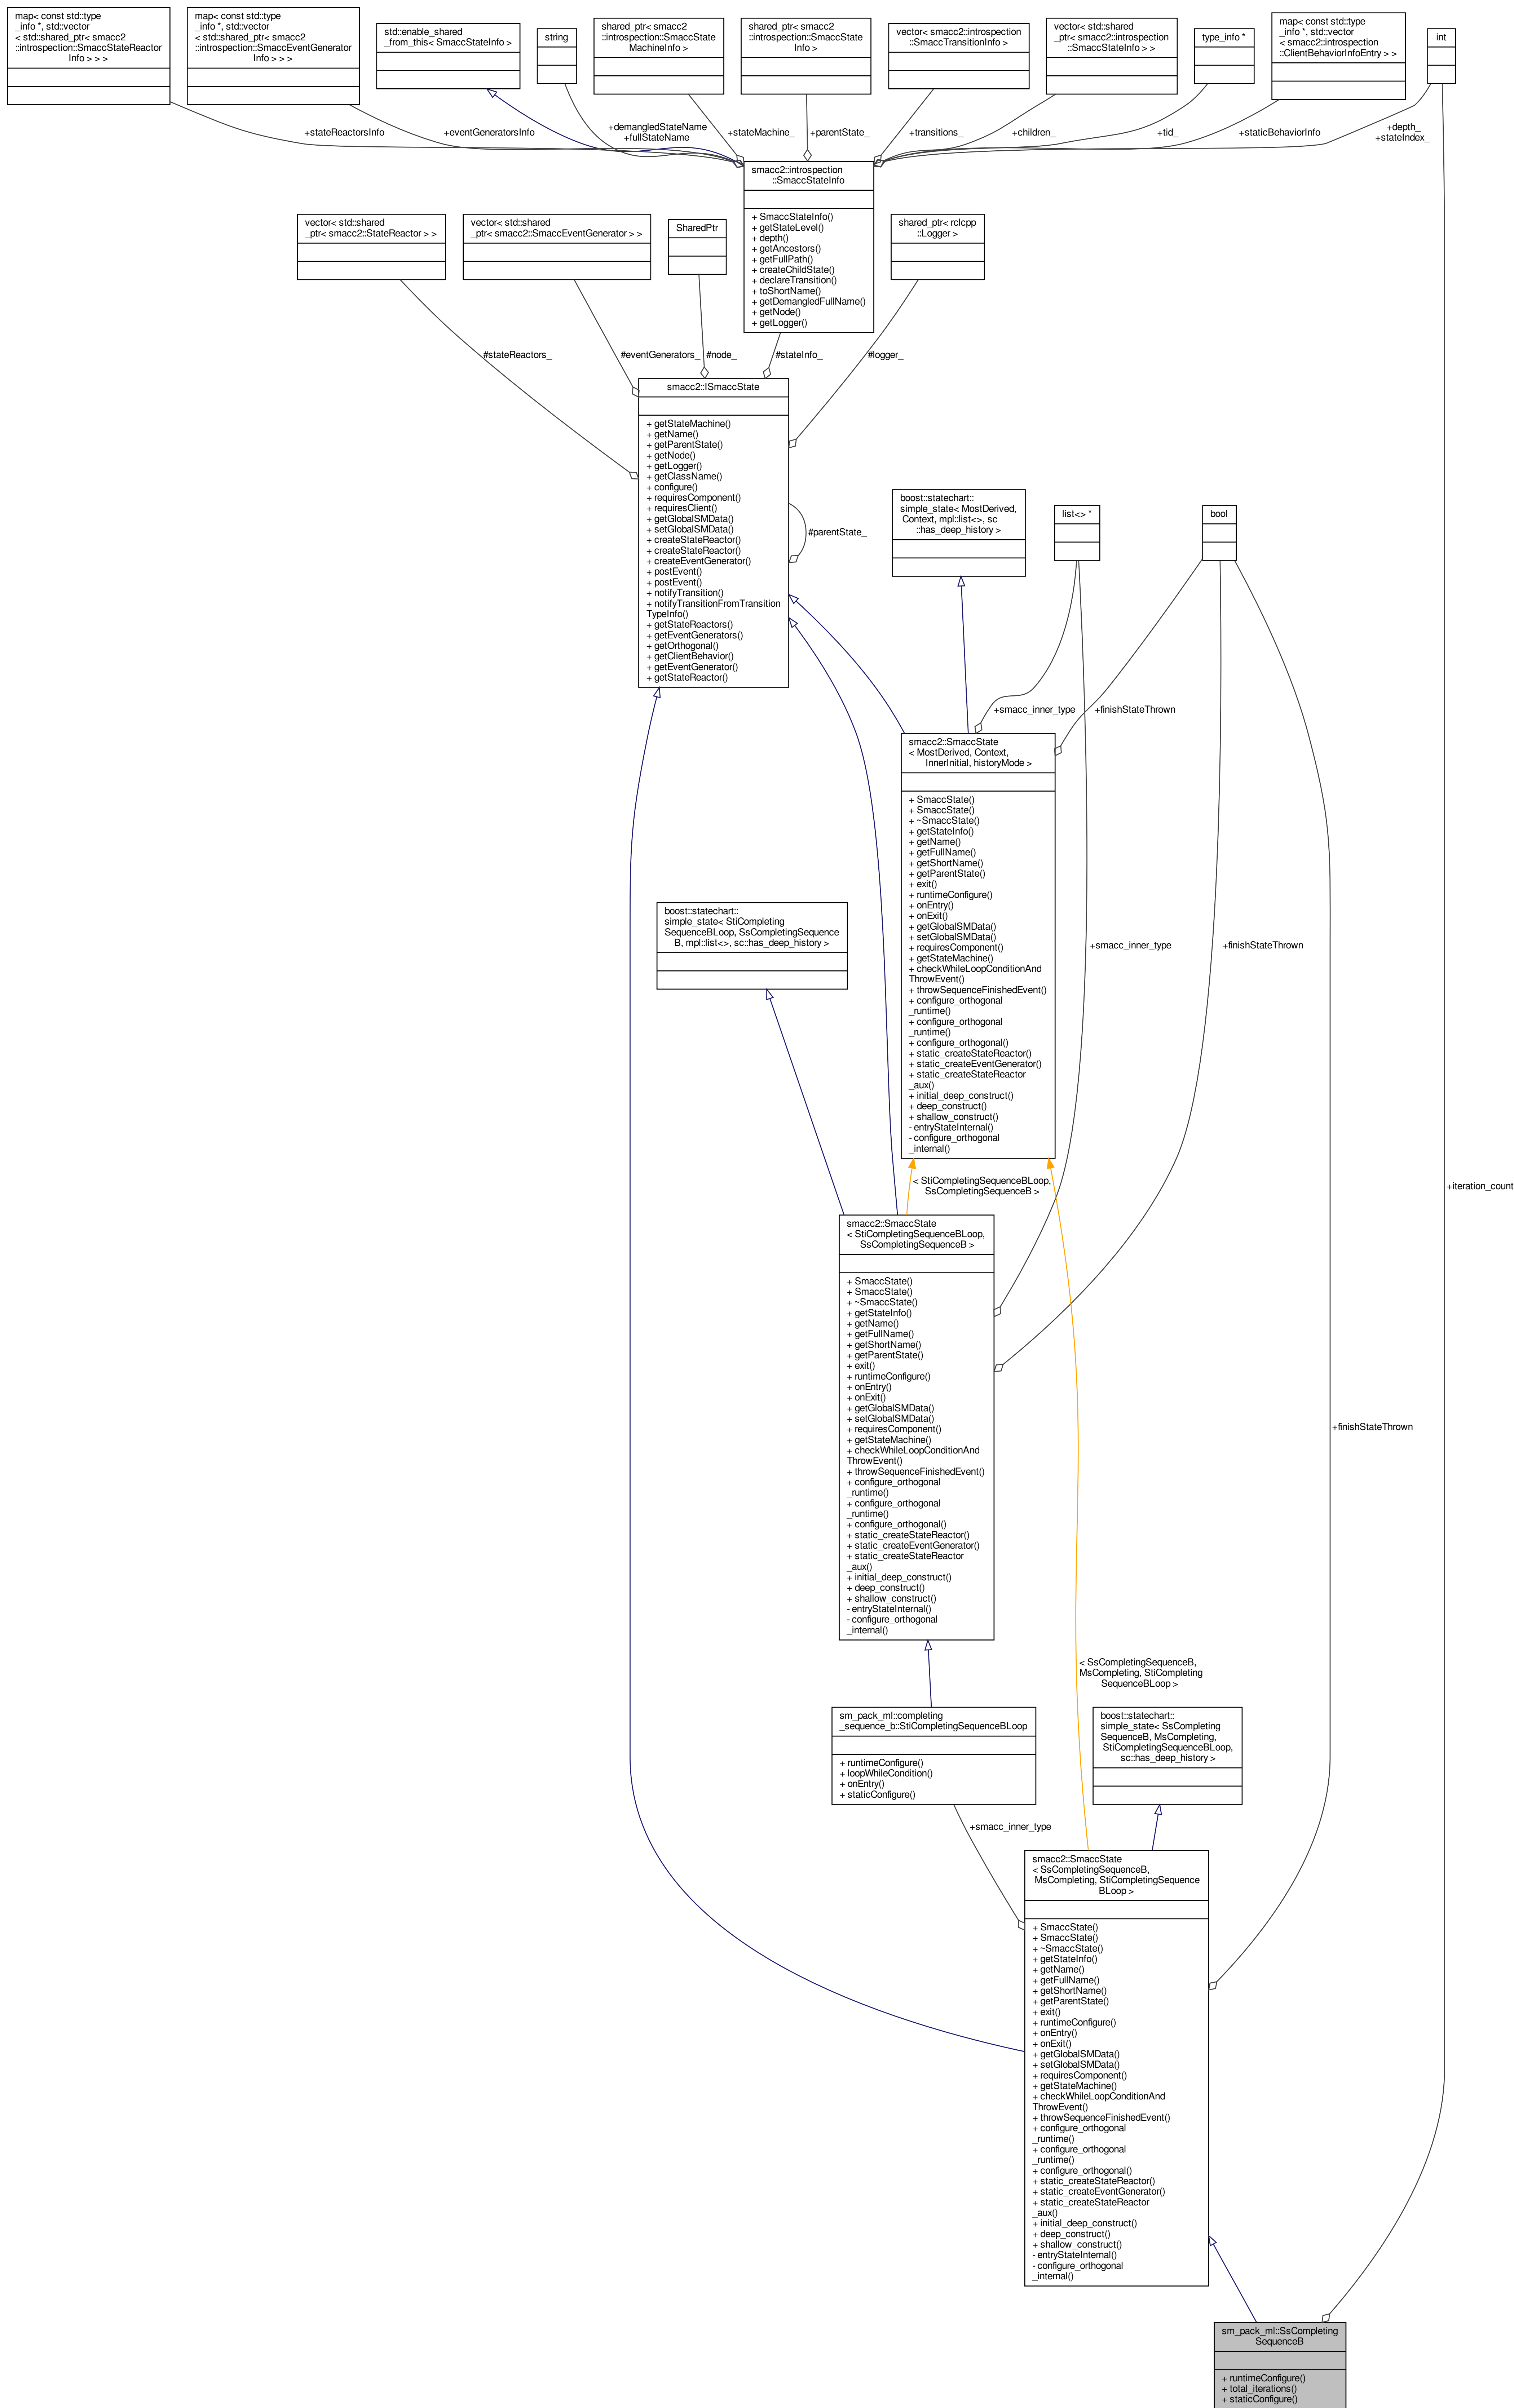 map< const std::type
_info *, std::vector
< std::shared_ptr< smacc2
::introspection::SmaccStateReactor
Info > > >
map< const std::type
_info *, std::vector
< std::shared_ptr< smacc2
::introspection::SmaccEventGenerator
Info > > >
std::enable_shared
_from_this< SmaccStateInfo >
string
shared_ptr< smacc2
::introspection::SmaccState
MachineInfo >
shared_ptr< smacc2
::introspection::SmaccState
Info >
vector< smacc2::introspection
::SmaccTransitionInfo >
vector< std::shared
_ptr< smacc2::introspection
::SmaccStateInfo > >
type_info *
map< const std::type
_info *, std::vector
< smacc2::introspection
::ClientBehaviorInfoEntry > >
int
+stateReactorsInfo
+eventGeneratorsInfo
+demangledStateName
+fullStateName
+stateMachine_
+parentState_
+transitions_
+children_
+tid_
+staticBehaviorInfo
+depth_
+stateIndex_
smacc2::introspection
::SmaccStateInfo
+ SmaccStateInfo()
+ getStateLevel()
+ depth()
+ getAncestors()
+ getFullPath()
+ createChildState()
+ declareTransition()
+ toShortName()
+ getDemangledFullName()
+ getNode()
+ getLogger()
vector< std::shared
_ptr< smacc2::StateReactor > >
vector< std::shared
_ptr< smacc2::SmaccEventGenerator > >
SharedPtr
shared_ptr< rclcpp
::Logger >
#stateReactors_
#eventGenerators_
#node_
#stateInfo_
#logger_
smacc2::ISmaccState
+ getStateMachine()
+ getName()
+ getParentState()
+ getNode()
+ getLogger()
+ getClassName()
+ configure()
+ requiresComponent()
+ requiresClient()
+ getGlobalSMData()
+ setGlobalSMData()
+ createStateReactor()
+ createStateReactor()
+ createEventGenerator()
+ postEvent()
+ postEvent()
+ notifyTransition()
+ notifyTransitionFromTransition
TypeInfo()
+ getStateReactors()
+ getEventGenerators()
+ getOrthogonal()
+ getClientBehavior()
+ getEventGenerator()
+ getStateReactor()
#parentState_
boost::statechart::
simple_state< MostDerived,
Context, mpl::list<>, sc
::has_deep_history >
list<> *
bool
+smacc_inner_type
+finishStateThrown
smacc2::SmaccState
< MostDerived, Context,
InnerInitial, historyMode >
+ SmaccState()
+ SmaccState()
+ ~SmaccState()
+ getStateInfo()
+ getName()
+ getFullName()
+ getShortName()
+ getParentState()
+ exit()
+ runtimeConfigure()
+ onEntry()
+ onExit()
+ getGlobalSMData()
+ setGlobalSMData()
+ requiresComponent()
+ getStateMachine()
+ checkWhileLoopConditionAnd
ThrowEvent()
+ throwSequenceFinishedEvent()
+ configure_orthogonal
_runtime()
+ configure_orthogonal
_runtime()
+ configure_orthogonal()
+ static_createStateReactor()
+ static_createEventGenerator()
+ static_createStateReactor
_aux()
+ initial_deep_construct()
+ deep_construct()
+ shallow_construct()
- entryStateInternal()
- configure_orthogonal
_internal()
boost::statechart::
simple_state< StiCompleting
SequenceBLoop, SsCompletingSequence
B, mpl::list<>, sc::has_deep_history >
+smacc_inner_type
+finishStateThrown
< StiCompletingSequenceBLoop,
SsCompletingSequenceB >
+iteration_count
smacc2::SmaccState
< StiCompletingSequenceBLoop,
SsCompletingSequenceB >
+ SmaccState()
+ SmaccState()
+ ~SmaccState()
+ getStateInfo()
+ getName()
+ getFullName()
+ getShortName()
+ getParentState()
+ exit()
+ runtimeConfigure()
+ onEntry()
+ onExit()
+ getGlobalSMData()
+ setGlobalSMData()
+ requiresComponent()
+ getStateMachine()
+ checkWhileLoopConditionAnd
ThrowEvent()
+ throwSequenceFinishedEvent()
+ configure_orthogonal
_runtime()
+ configure_orthogonal
_runtime()
+ configure_orthogonal()
+ static_createStateReactor()
+ static_createEventGenerator()
+ static_createStateReactor
_aux()
+ initial_deep_construct()
+ deep_construct()
+ shallow_construct()
- entryStateInternal()
- configure_orthogonal
_internal()
+finishStateThrown
< SsCompletingSequenceB,
MsCompleting, StiCompleting
SequenceBLoop >
sm_pack_ml::completing
_sequence_b::StiCompletingSequenceBLoop
+ runtimeConfigure()
+ loopWhileCondition()
+ onEntry()
+ staticConfigure()
boost::statechart::
simple_state< SsCompleting
SequenceB, MsCompleting,
StiCompletingSequenceBLoop,
sc::has_deep_history >
+smacc_inner_type
smacc2::SmaccState
< SsCompletingSequenceB,
MsCompleting, StiCompletingSequence
BLoop >
+ SmaccState()
+ SmaccState()
+ ~SmaccState()
+ getStateInfo()
+ getName()
+ getFullName()
+ getShortName()
+ getParentState()
+ exit()
+ runtimeConfigure()
+ onEntry()
+ onExit()
+ getGlobalSMData()
+ setGlobalSMData()
+ requiresComponent()
+ getStateMachine()
+ checkWhileLoopConditionAnd
ThrowEvent()
+ throwSequenceFinishedEvent()
+ configure_orthogonal
_runtime()
+ configure_orthogonal
_runtime()
+ configure_orthogonal()
+ static_createStateReactor()
+ static_createEventGenerator()
+ static_createStateReactor
_aux()
+ initial_deep_construct()
+ deep_construct()
+ shallow_construct()
- entryStateInternal()
- configure_orthogonal
_internal()
sm_pack_ml::SsCompleting
SequenceB
+ runtimeConfigure()
+ total_iterations()
+ staticConfigure()